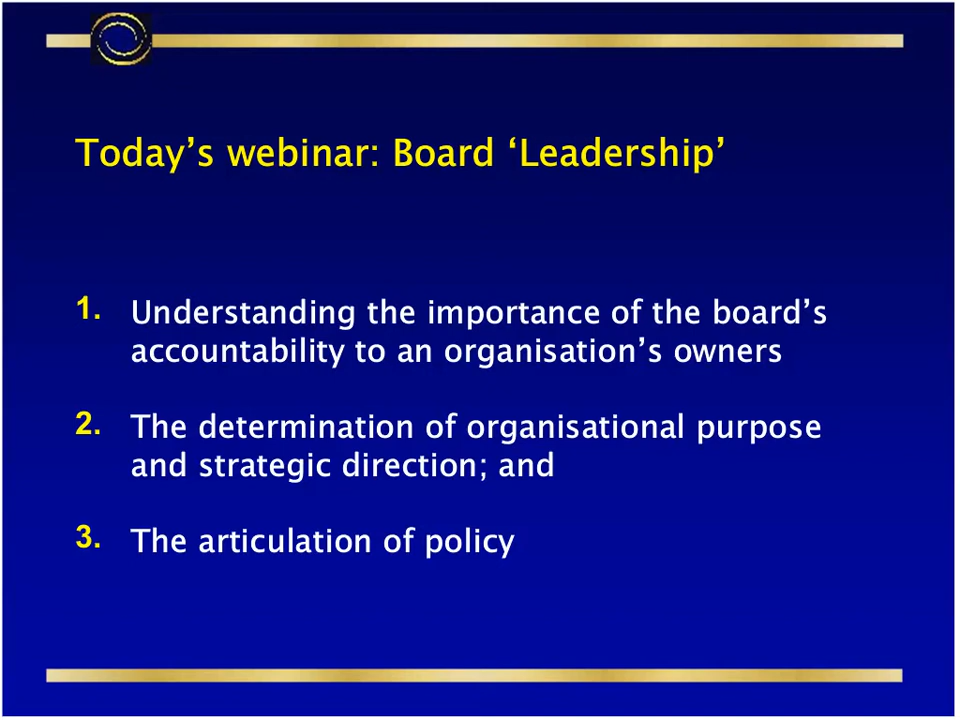 Today’s webinar: Board ‘Leadership’
1. Understanding the importance of the board’s
accountability to an organisation’s owners
2. The determination of organisational purpose
and strategic direction; and
3. The articulation of policy